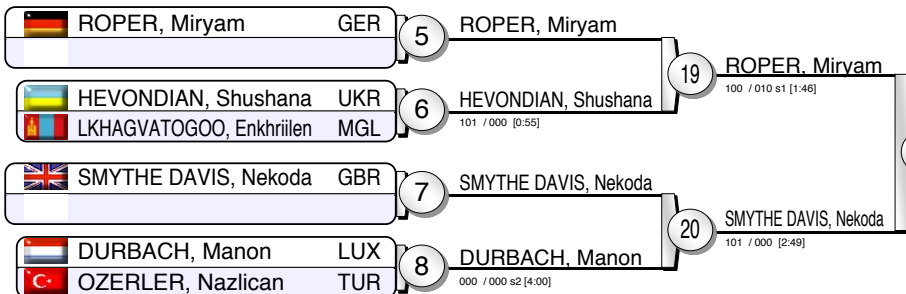 ROPER, Miryam GER
5
ROPER, Miryam
19
ROPER, Miryam
100 / 010 s1 [1:46]
HEVONDIAN, Shushana UKR
LKHAGVATOGOO, Enkhriilen MGL
6
HEVONDIAN, Shushana
101 / 000 [0:55]
SMYTHE DAVIS, Nekoda GBR
7
SMYTHE DAVIS, Nekoda
20
SMYTHE DAVIS, Nekoda
101 / 000 [2:49]
DURBACH, Manon LUX
OZERLER, Nazlican TUR
8
DURBACH, Manon
000 / 000 s2 [4:00]